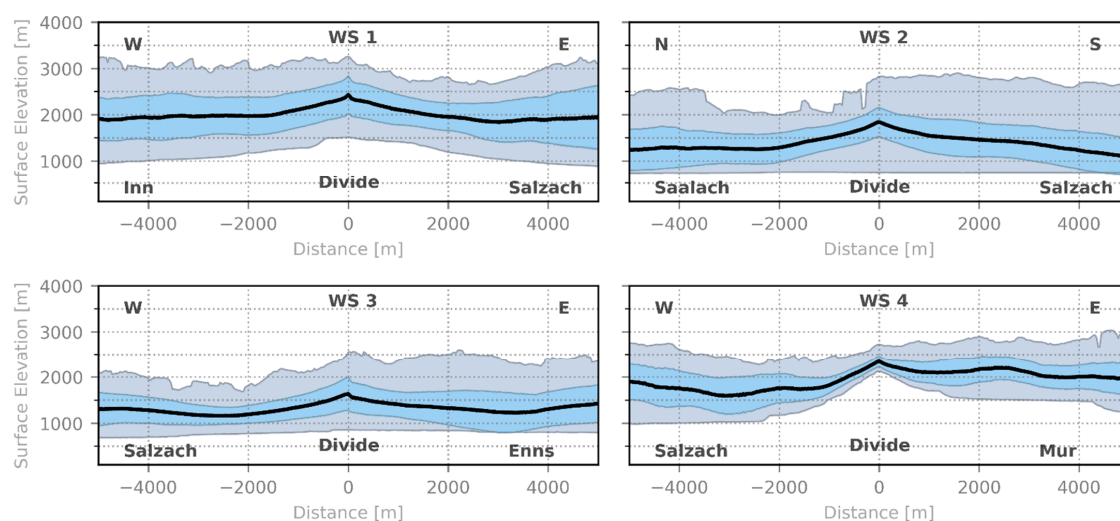 4000
3000
2000
1000
Surface Elevation [m]
W
WS 1
E
Inn
Divide
Salzach
−4000
−2000
0
2000
4000
Distance [m]
N
WS 2
S
Saalach
Divide
Salzach
−4000
−2000
0
2000
4000
Distance [m]
4000
3000
2000
1000
Surface Elevation [m]
W
WS 3
E
Salzach
Divide
Enns
−4000
−2000
0
2000
4000
Distance [m]
W
WS 4
E
Salzach
Divide
Mur
−4000
−2000
0
2000
4000
Distance [m]